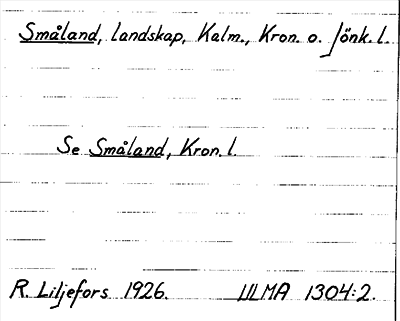 Småland, landskap, Kalm., Kron. o. Jönk. l.
Se Småland, Kron. l.
R. Liljefors 1926. ULMA 1304:2.